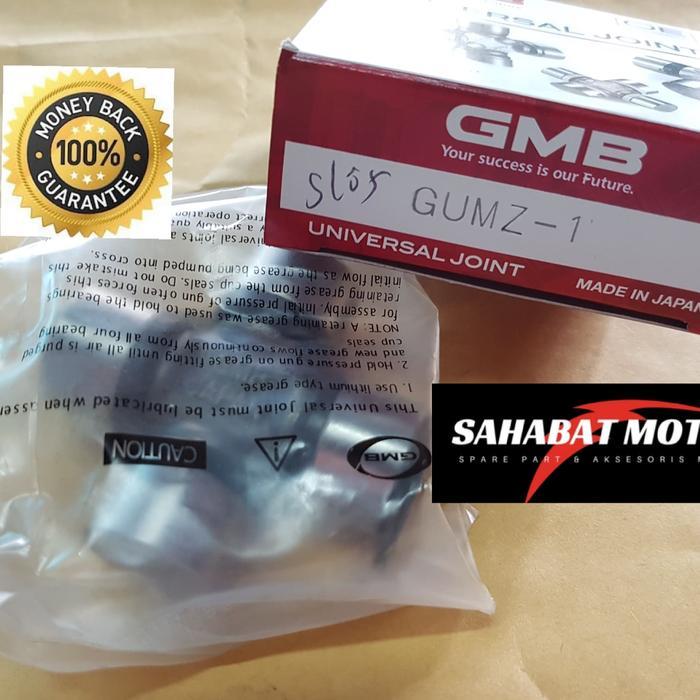 OE
UNIVERSAL JOINT
GMB
Your success is our Future.
GUMZ-1
UNIVERSAL JOINT
MADE IN JAPAN
MONEY BACK
100%
GUARANTEE
SAHABAT MOT
SPARE PART & AKSESORIS M
GMB
CAUTION
This Universal Joint must be lubricated when assem
1. Use lithium type grease.
2. Hold pressure gun on grease fitting until all air is purged
and new grease flows continuously from all four bearing
cup seals
NOTE: A retaining grease was used to hold the bearings
for assembly. Initial pressure of gun often forces this
retaining grease from the cup seals. Do not mistake this
initial flow as the grease being pumped into cross.